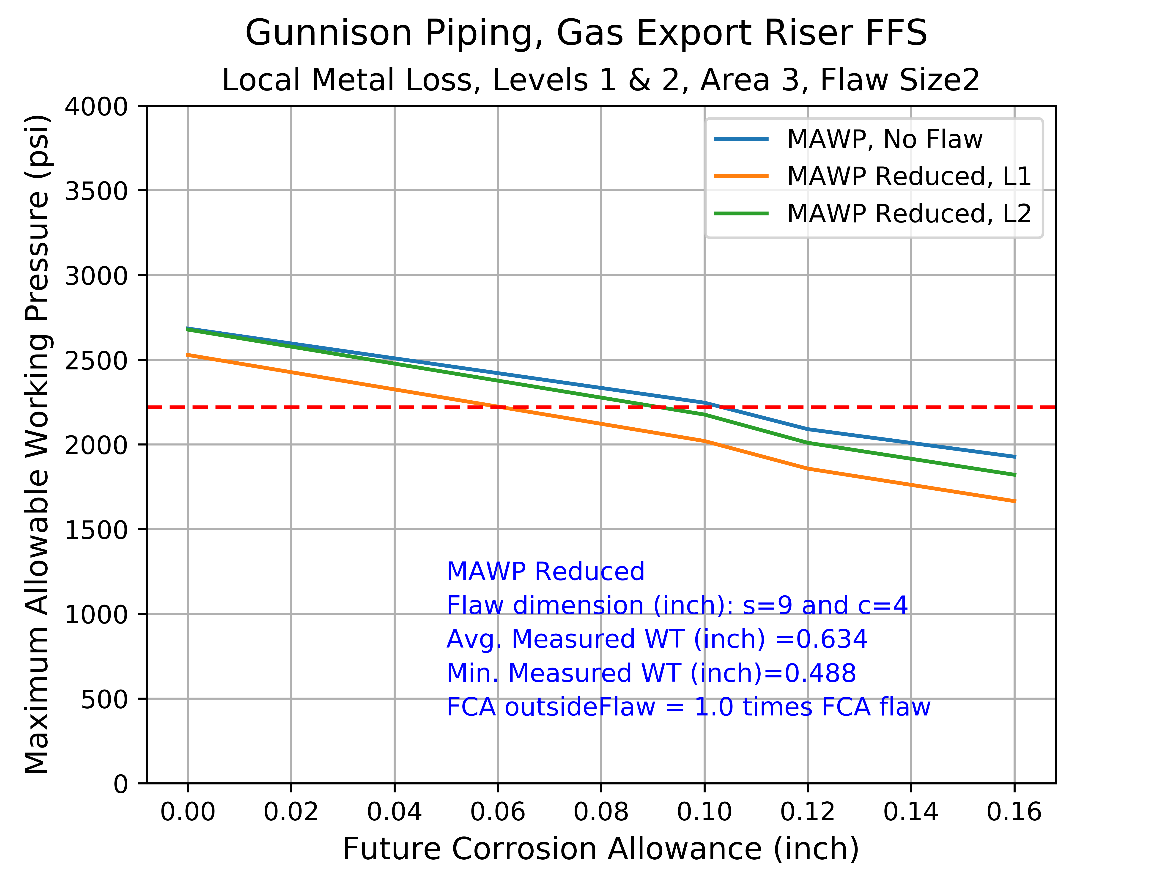 Gunnison Piping, Gas Export Riser FFS
Local Metal Loss, Levels 1 & 2, Area 3, Flaw Size2
Maximum Allowable Working Pressure (psi)
4000
3500
3000
2500
2000
1500
1000
500
0
MAWP, No Flaw
MAWP Reduced, L1
MAWP Reduced, L2
MAWP Reduced
Flaw dimension (inch): s=9 and c=4
Avg. Measured WT (inch) =0.634
Min. Measured WT (inch)=0.488
FCA outsideFlaw = 1.0 times FCA flaw
0.00 0.02 0.04 0.06 0.08 0.10 0.12 0.14 0.16
Future Corrosion Allowance (inch)